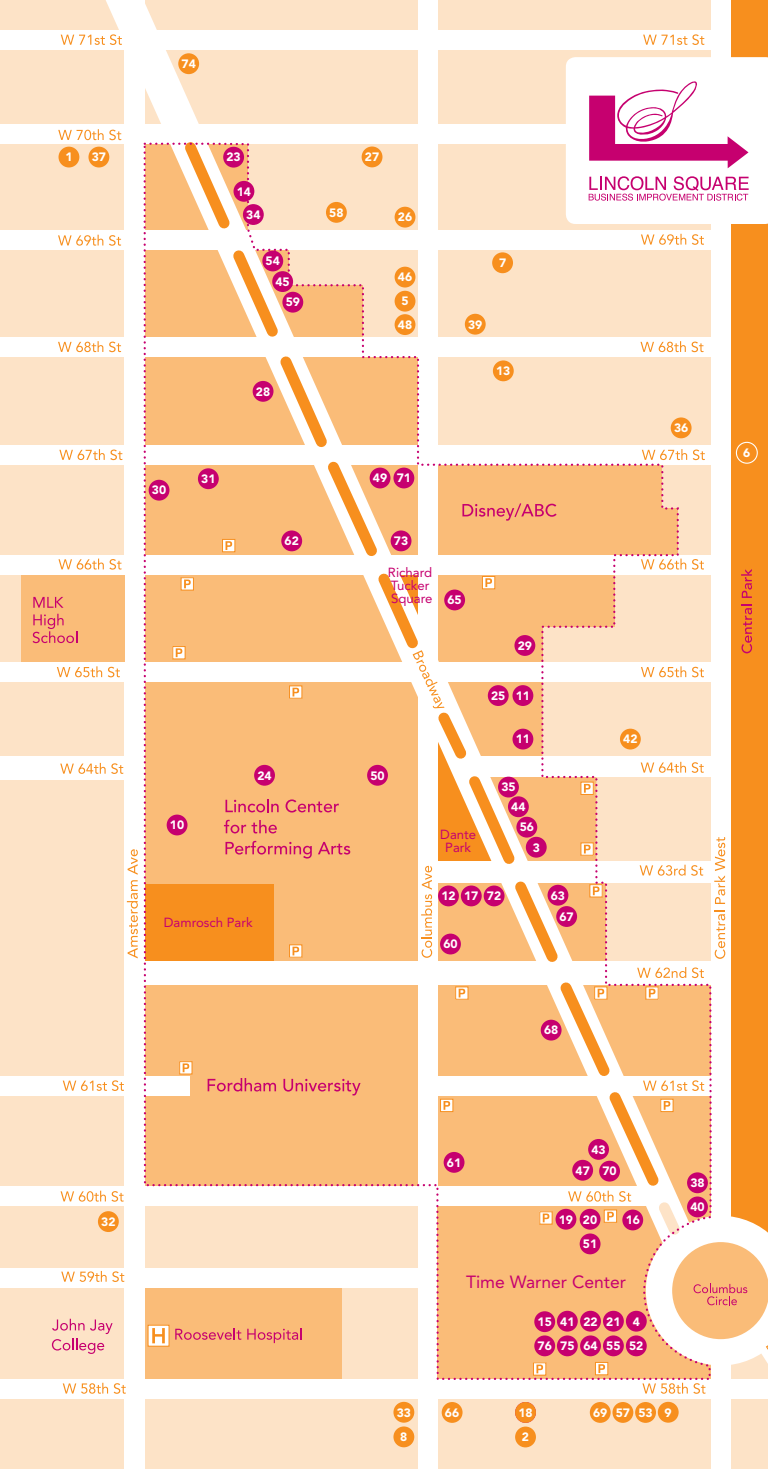 W 71st St
W 71st St
74
W 70th St
LINCOLN SQUARE
BUSINESS IMPROVEMENT DISTRICT
1 37 23 27
14
34 58 26
W 69th St
W 69th St
54 46 7
45
59 5
48 39
W 68th St
W 68th St
28 13
36
W 67th St
W 67th St
6
30 31 49 71
Disney/ABC
P 62 73
W 66th St
W 66th St
Richard
Tucker
Square
P P
65
MLK
High
School
Central Park
29
P
W 65th St
W 65th St
Broadway
P 25 11
11 42
W 64th St
W 64th St
24 50
35 P
44
56
3 P
10
Lincoln Center
for the
Performing Arts
Dante
Park
W 63rd St
Amsterdam Ave
Columbus Ave
Central Park West
12 17 72 63 P
67
Damrosch Park
60
P
W 62nd St
P P P
68
P
W 61st St
Fordham University
W 61st St
P P
43
61 47 70
38
W 60th St
W 60th St
40
32
P 19 20 P 16
51
W 59th St
Time Warner Center
Columbus
Circle
John Jay
College
H Roosevelt Hospital
15 41 22 21 4
76 75 64 55 52
P P
W 58th St
W 58th St
33 66 18 69 57 53 9
8 2